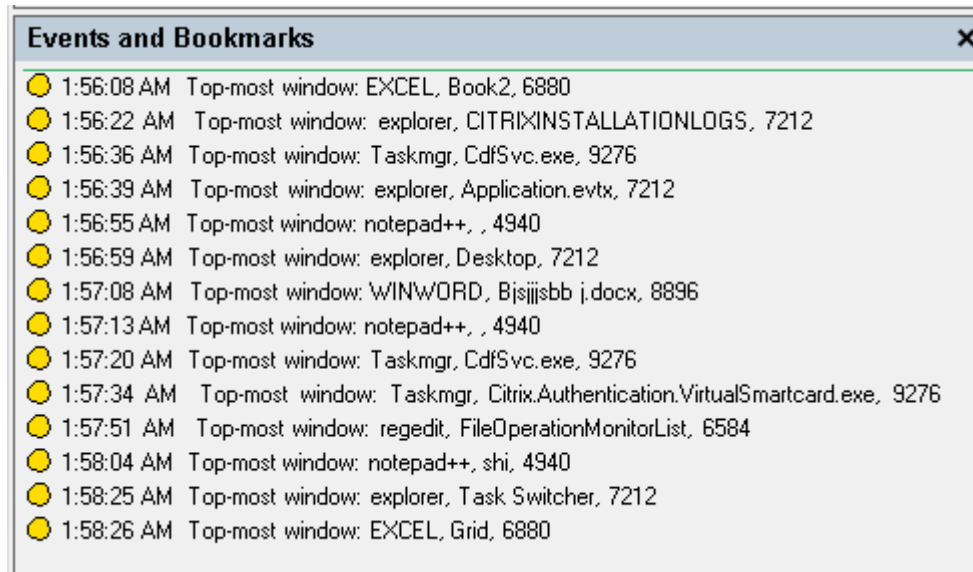 Events and Bookmarks
1:56:08 AM Top-most window: EXCEL, Book2, 6880
1:56:22 AM Top-most window: explorer, CITRIXINSTALLATIONLOGS, 7212
1:56:36 AM Top-most window: Taskmgr, CdfSvc.exe, 9276
1:56:39 AM Top-most window: explorer, Application.evtx, 7212
1:56:55 AM Top-most window: notepad++, , 4940
1:56:59 AM Top-most window: explorer, Desktop, 7212
1:57:08 AM Top-most window: WINWORD, Bjsjjjsbb j.docx, 8896
1:57:13 AM Top-most window: notepad++, , 4940
1:57:20 AM Top-most window: Taskmgr, CdfSvc.exe, 9276
1:57:34 AM Top-most window: Taskmgr, Citrix.Authentication.VirtualSmartcard.exe, 9276
1:57:51 AM Top-most window: regedit, FileOperationMonitorList, 6584
1:58:04 AM Top-most window: notepad++, shi, 4940
1:58:25 AM Top-most window: explorer, Task Switcher, 7212
1:58:26 AM Top-most window: EXCEL, Grid, 6880